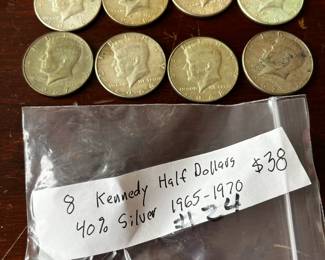 8 Kennedy Half Dollars $38
40% Silver 1965-1970